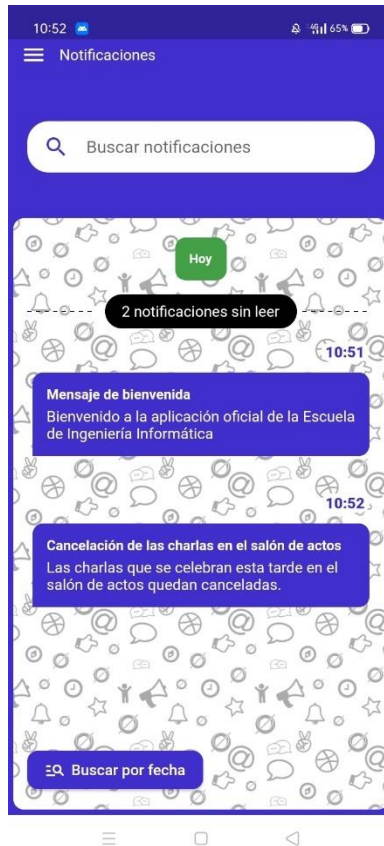 10:52
4G 65%
Notificaciones
Buscar notificaciones
Hoy
2 notificaciones sin leer
10:51
Mensaje de bienvenida
Bienvenido a la aplicación oficial de la Escuela
de Ingeniería Informática
10:52
Cancelación de las charlas en el salón de actos
Las charlas que se celebran esta tarde en el
salón de actos quedan canceladas.
Buscar por fecha